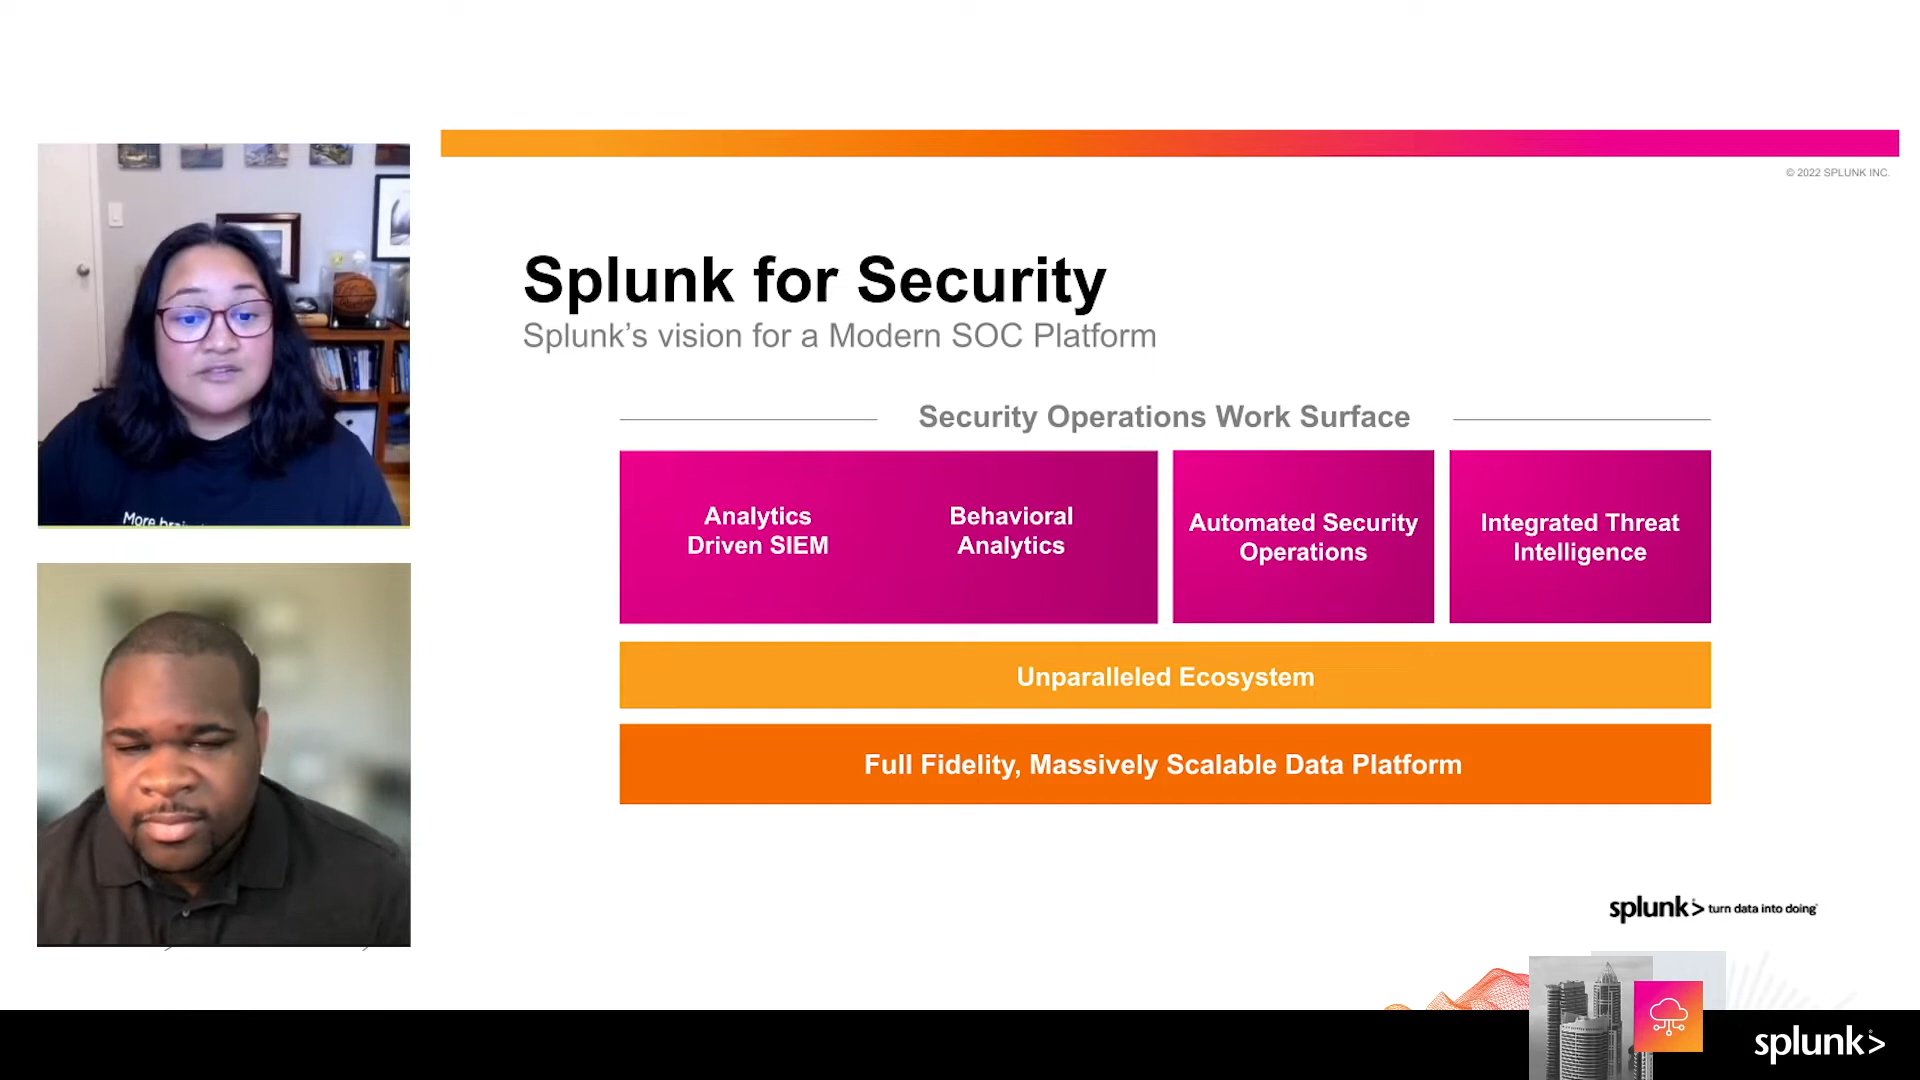 © 2022 SPLUNK INC.
Splunk for Security
Splunk’s vision for a Modern SOC Platform
Security Operations Work Surface
Analytics
Driven SIEM
Behavioral
Analytics
Automated Security
Operations
Integrated Threat
Intelligence
Unparalleled Ecosystem
Full Fidelity, Massively Scalable Data Platform
More
splunk> turn data into doing
splunk>